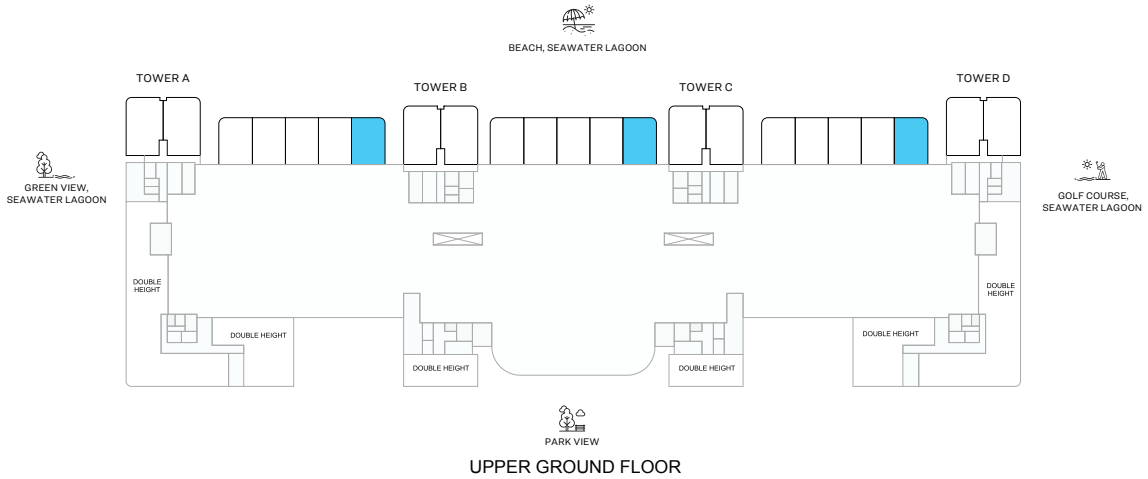 BEACH, SEAWATER LAGOON
TOWER A
TOWER B
TOWER C
TOWER D
GREEN VIEW,
SEAWATER LAGOON
GOLF COURSE,
SEAWATER LAGOON
DOUBLE
HEIGHT
DOUBLE
HEIGHT
DOUBLE HEIGHT
DOUBLE HEIGHT
DOUBLE HEIGHT
DOUBLE HEIGHT
PARK VIEW
UPPER GROUND FLOOR